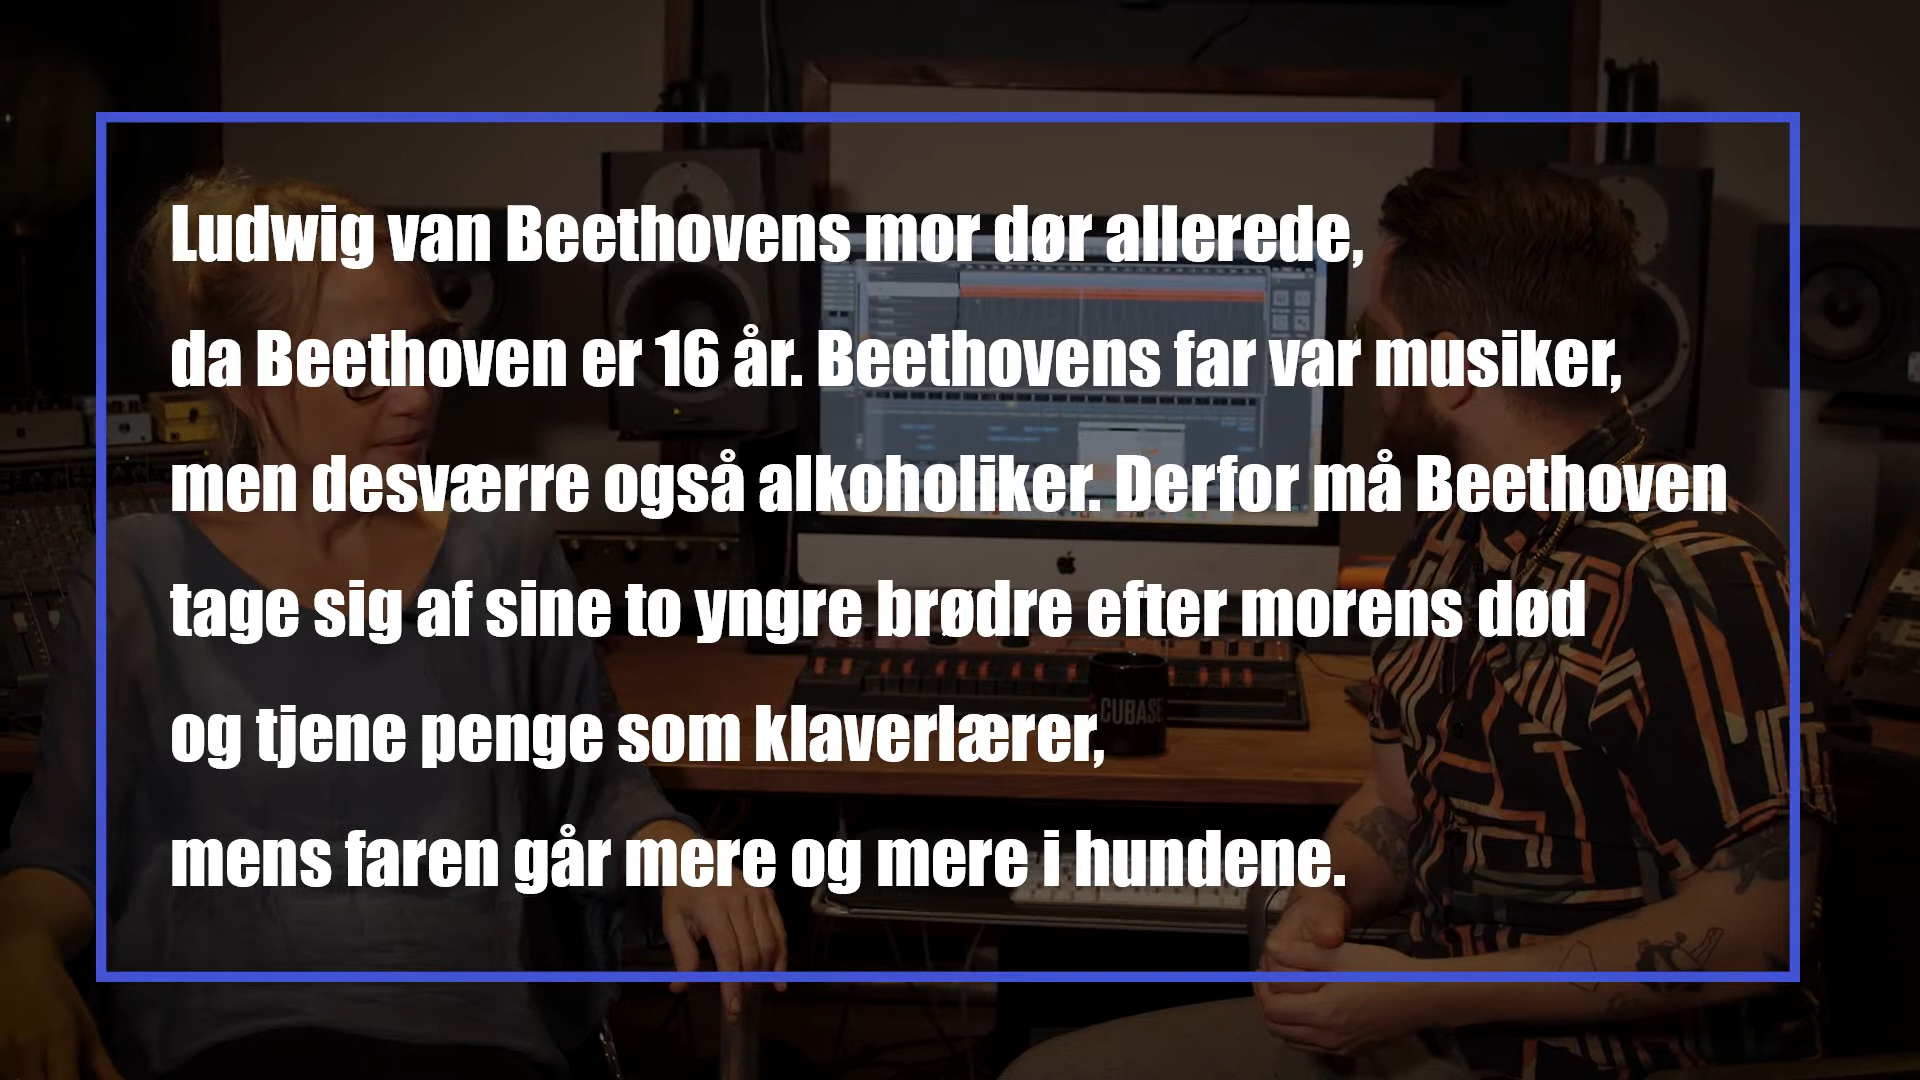 Ludwig van Beethovens mor dør allerede,
da Beethoven er 16 år. Beethovens far var musiker,
men desværre også alkoholiker. Derfor må Beethoven
tage sig af sine to yngre brødre efter morens død
og tjene penge som klaverlærer,
CUBASE
mens faren går mere og mere i hundene.